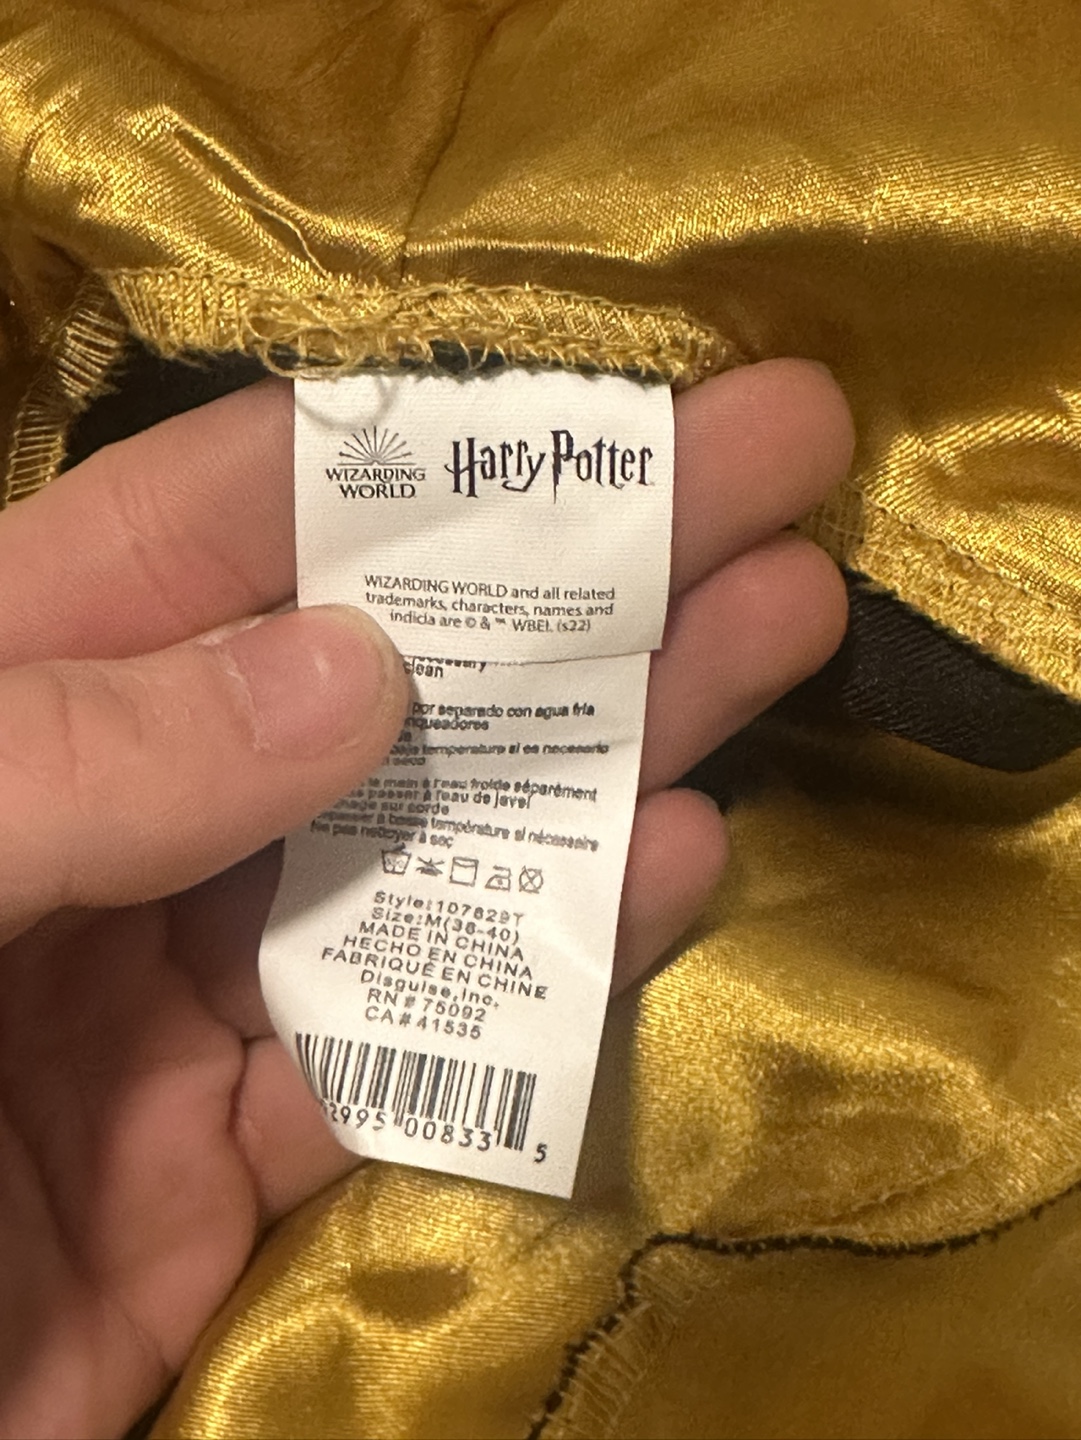 WIZARDING
WORLD
Harry Potter
WIZARDING WORLD and all related
trademarks, characters, names and
indicia are © & ™ WBEI. (s22)
clean
por separado con agua fría
temperatura si es necesario
main à l'eau froide séparément
passer à l'eau de javel
sur corde
à basse température si nécessaire
Ne pas nettoyer à sec
Style:107629T
Size:M(38-40)
MADE IN CHINA
HECHO EN CHINA
FABRIQUÉ EN CHINE
Disguise,Inc.
RN # 75092
CA# 41535
2995 00833 5